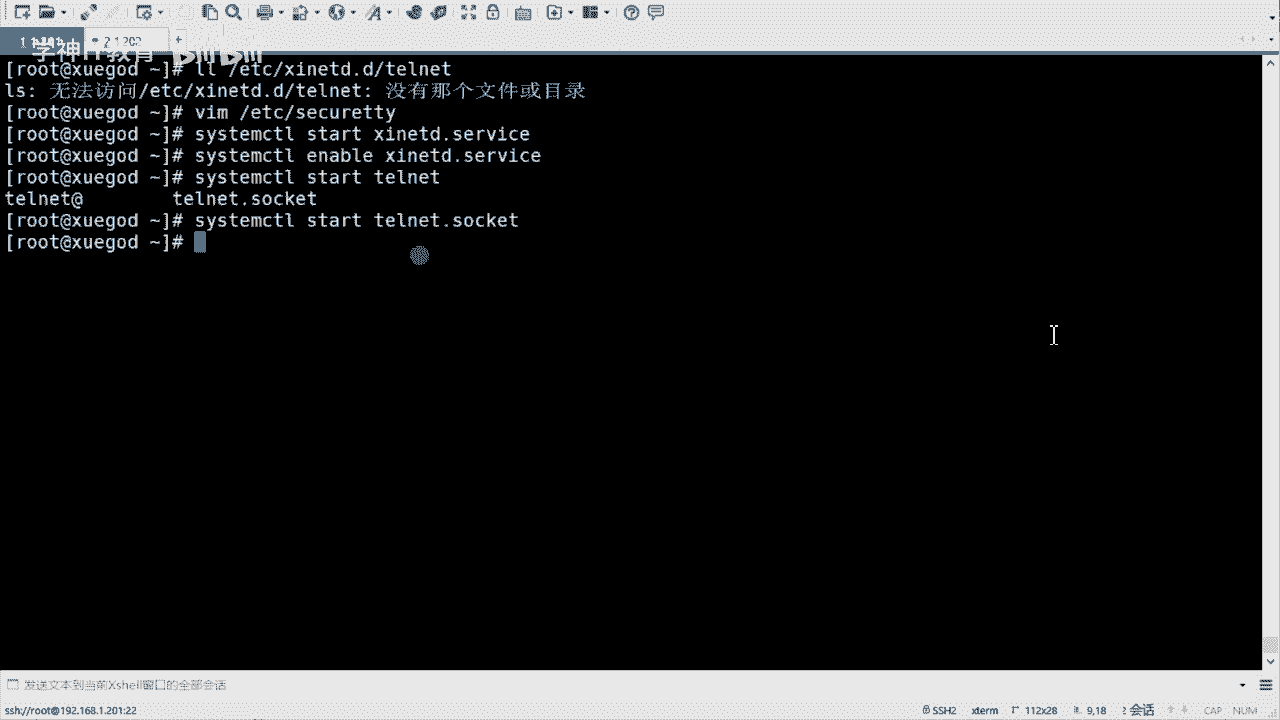 学神IT教育 bilibili
[root@xuegod ~]# ll /etc/xinetd.d/telnet
ls: 无法访问/etc/xinetd.d/telnet: 没有那个文件或目录
[root@xuegod ~]# vim /etc/securetty
[root@xuegod ~]# systemctl start xinetd.service
[root@xuegod ~]# systemctl enable xinetd.service
[root@xuegod ~]# systemctl start telnet
telnet@ telnet.socket
[root@xuegod ~]# systemctl start telnet.socket
[root@xuegod ~]#
发送文本到当前Xshell窗口的全部会话
ssh://root@192.168.1.201:22 SSH2 xterm 112x28 9,18 会话 CAP NUM